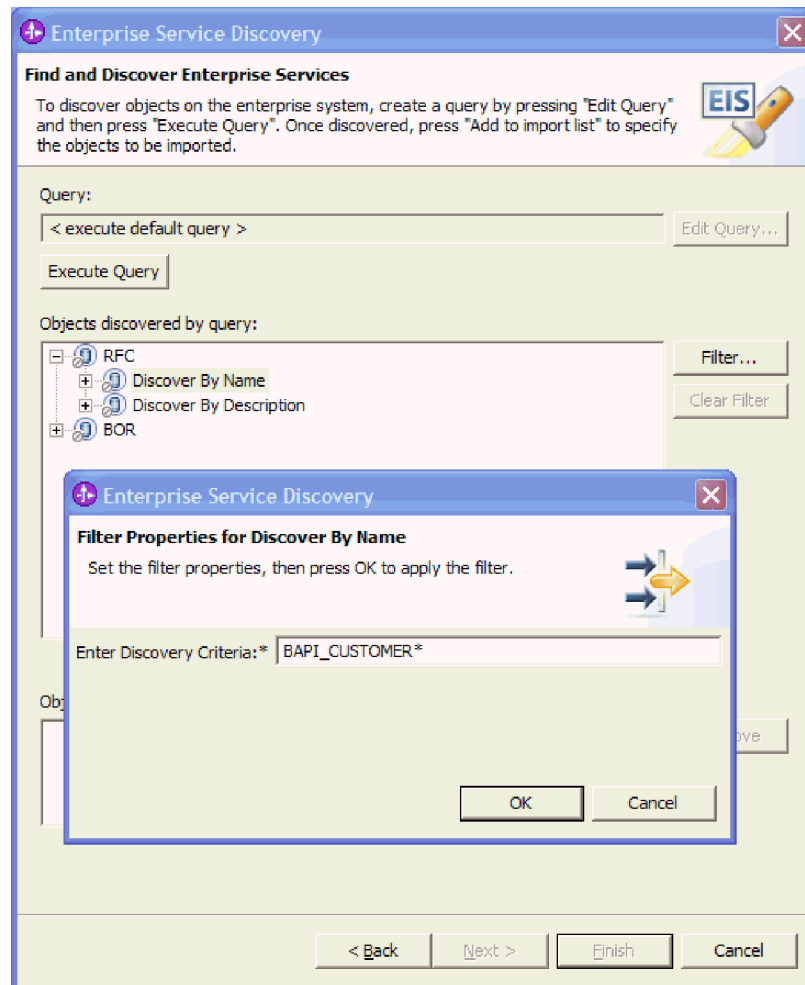 Enterprise Service Discovery
Find and Discover Enterprise Services
To discover objects on the enterprise system, create a query by pressing "Edit Query"
and then press "Execute Query". Once discovered, press "Add to import list" to specify
the objects to be imported.
EIS
Query:
< execute default query >
Edit Query...
Execute Query
Objects discovered by query:
RFC
Filter...
Discover By Name
Discover By Description
Clear Filter
BOR
Enterprise Service Discovery
Filter Properties for Discover By Name
Set the filter properties, then press OK to apply the filter.
Enter Discovery Criteria:* BAPI_CUSTOMER*
OK
Cancel
< Back
Next >
Finish
Cancel